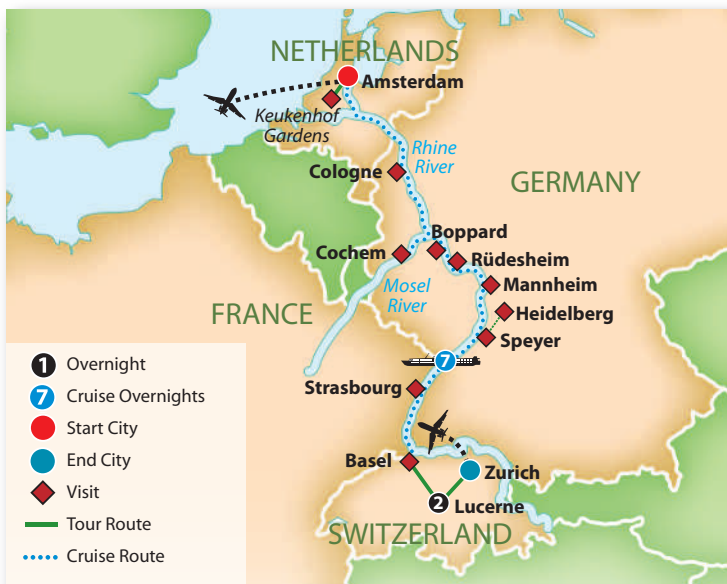 NETHERLANDS
Amsterdam
Keukenhof
Gardens
Rhine
River
Cologne
GERMANY
Boppard
Cochem
Rüdesheim
Mosel
River
Mannheim
FRANCE
Heidelberg
Speyer
1 Overnight
7
7 Cruise Overnights
Strasbourg
Start City
End City
Basel
Zurich
Visit
2
Lucerne
Tour Route
SWITZERLAND
Cruise Route